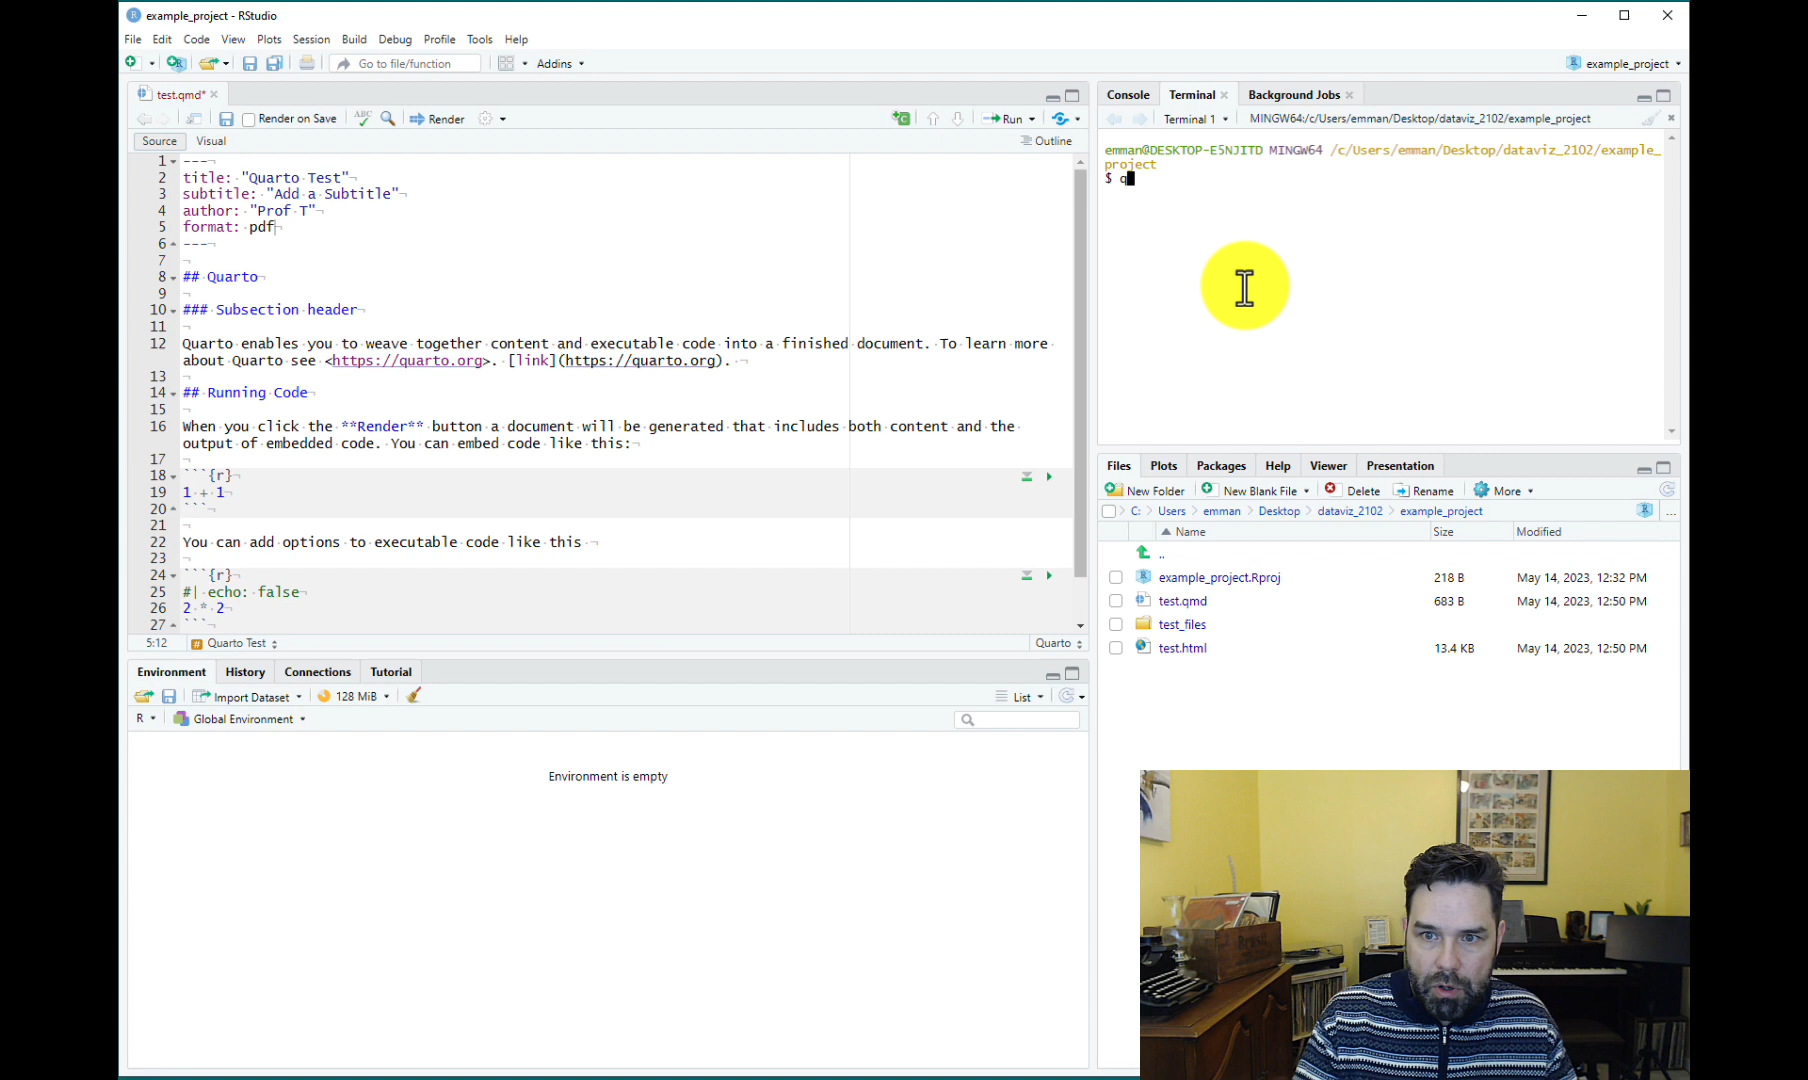 example_project - RStudio
File Edit Code View Plots Session Build Debug Profile Tools Help
Go to file/function Addins example_project
test.qmd*
Render on Save ABC Render Run
Source Visual Outline
1 ---
2 title: "Quarto Test"
3 subtitle: "Add a Subtitle"
4 author: "Prof T"
5 format: pdf
6 ---
7
8 ## Quarto
9
10 ### Subsection header
11
12 Quarto enables you to weave together content and executable code into a finished document. To learn more
about Quarto see <https://quarto.org>. [link](https://quarto.org).
13
14 ## Running Code
15
16 When you click the **Render** button a document will be generated that includes both content and the
output of embedded code. You can embed code like this:
17
18 ```{r}
19 1 + 1
20 ```
21
22 You can add options to executable code like this
23
24 ```{r}
25 #| echo: false
26 2 * 2
27 ```
5:12 Quarto Test Quarto
Environment History Connections Tutorial
Import Dataset 128 MiB List
R Global Environment
Environment is empty
Console Terminal Background Jobs
Terminal 1 MINGW64:/c/Users/emman/Desktop/dataviz_2102/example_project
emman@DESKTOP-E5NJITD MINGW64 /c/Users/emman/Desktop/dataviz_2102/example_
project
$ q
Files Plots Packages Help Viewer Presentation
New Folder New Blank File Delete Rename More
C: Users emman Desktop dataviz_2102 example_project ...
Name Size Modified
..
example_project.Rproj 218 B May 14, 2023, 12:32 PM
test.qmd 683 B May 14, 2023, 12:50 PM
test_files
test.html 13.4 KB May 14, 2023, 12:50 PM